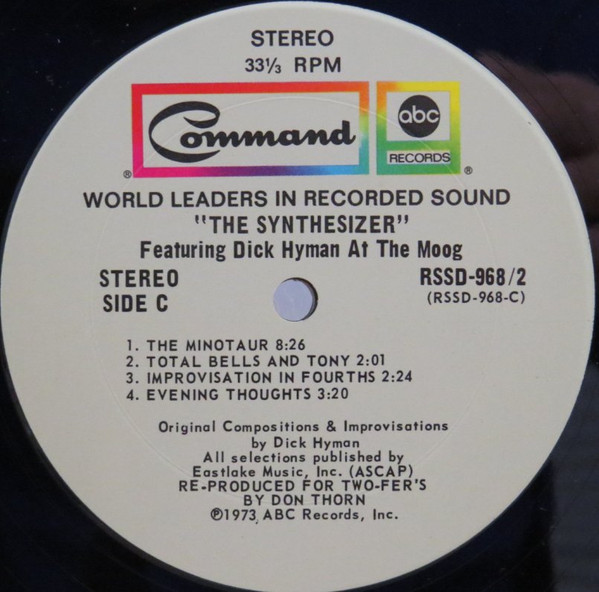 STEREO
33⅓ RPM
Command ® abc RECORDS ®
WORLD LEADERS IN RECORDED SOUND
"THE SYNTHESIZER"
Featuring Dick Hyman At The Moog
STEREO RSSD-968/2
SIDE C (RSSD-968-C)
1. THE MINOTAUR 8:26
2. TOTAL BELLS AND TONY 2:01
3. IMPROVISATION IN FOURTHS 2:24
4. EVENING THOUGHTS 3:20
Original Compositions & Improvisations
by Dick Hyman
All selections published by
Eastlake Music, Inc. (ASCAP)
RE-PRODUCED FOR TWO-FER'S
BY DON THORN
℗1973 ABC Records, Inc.